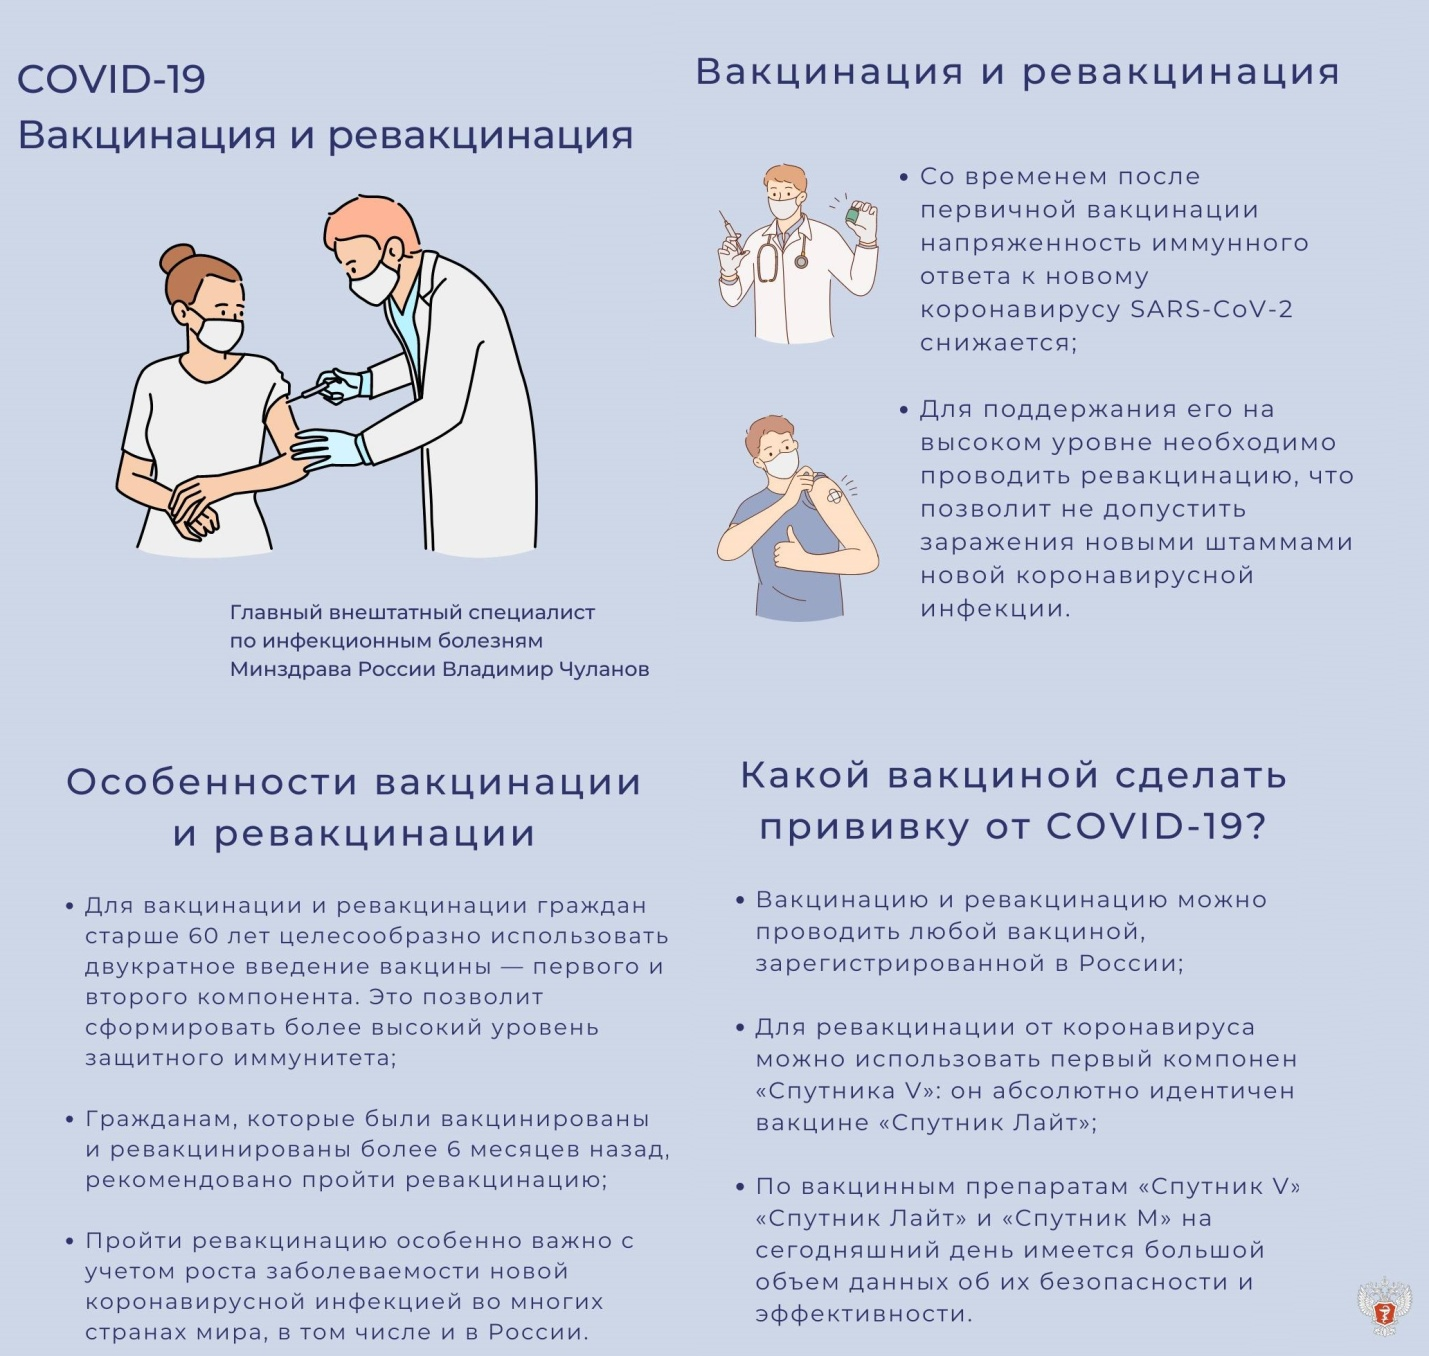 COVID-19
Вакцинация и ревакцинация
Главный внештатный специалист
по инфекционным болезням
Минздрава России Владимир Чуланов
Вакцинация и ревакцинация
• Со временем после
первичной вакцинации
напряженность иммунного
ответа к новому
коронавирусу SARS-CoV-2
снижается;
• Для поддержания его на
высоком уровне необходимо
проводить ревакцинацию, что
позволит не допустить
заражения новыми штаммами
новой коронавирусной
инфекции.
Особенности вакцинации
и ревакцинации
• Для вакцинации и ревакцинации граждан
старше 60 лет целесообразно использовать
двукратное введение вакцины — первого и
второго компонента. Это позволит
сформировать более высокий уровень
защитного иммунитета;
• Гражданам, которые были вакцинированы
и ревакцинированы более 6 месяцев назад,
рекомендовано пройти ревакцинацию;
• Пройти ревакцинацию особенно важно с
учетом роста заболеваемости новой
коронавирусной инфекцией во многих
странах мира, в том числе и в России.
Какой вакциной сделать
прививку от COVID-19?
• Вакцинацию и ревакцинацию можно
проводить любой вакциной,
зарегистрированной в России;
• Для ревакцинации от коронавируса
можно использовать первый компонен
«Спутника V»: он абсолютно идентичен
вакцине «Спутник Лайт»;
• По вакцинным препаратам «Спутник V»
«Спутник Лайт» и «Спутник М» на
сегодняшний день имеется большой
объем данных об их безопасности и
эффективности.